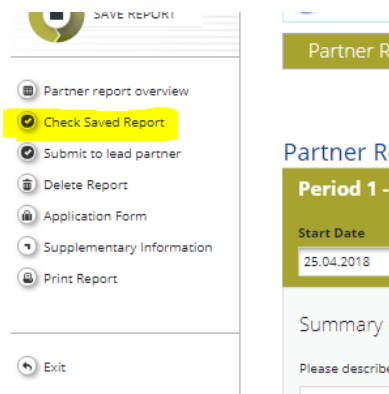 SAVE REPORT
Partner R
Partner report overview
Check Saved Report
Submit to lead partner
Delete Report
Application Form
Supplementary Information
Print Report
Exit
Partner Re
Period 1 -
Start Date
25.04.2018
Summary
Please describe